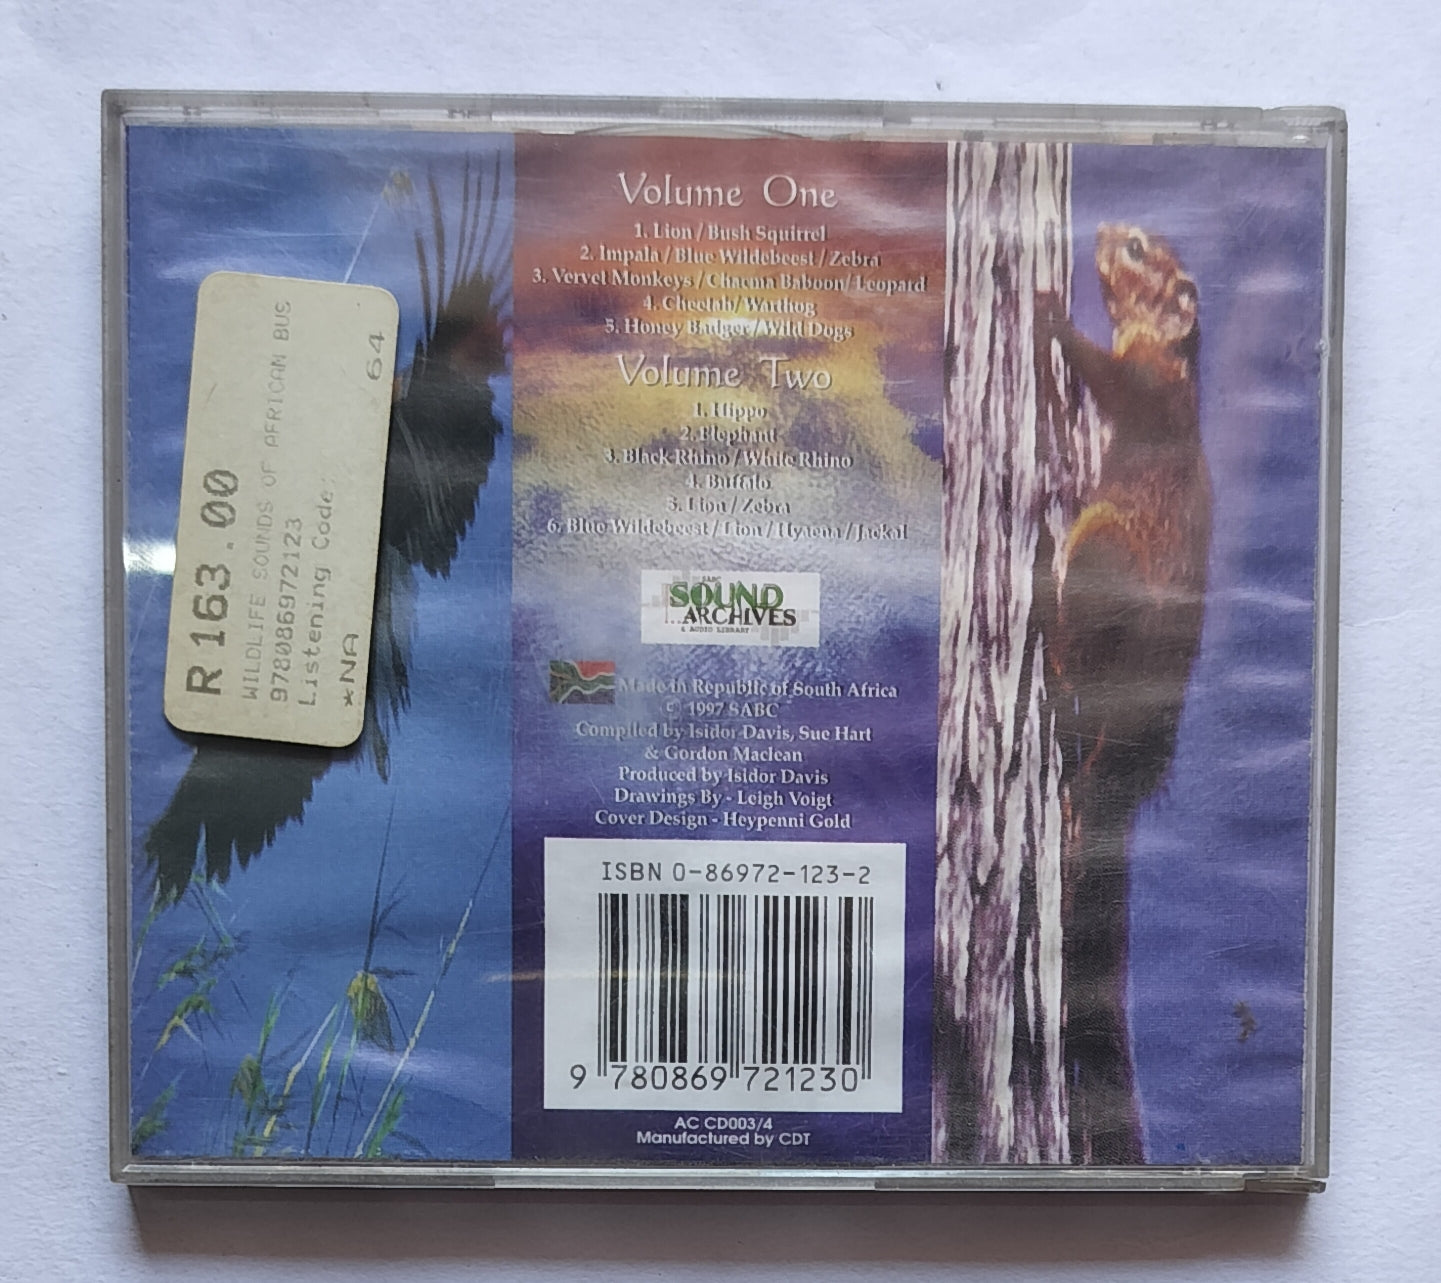 Volume One
1. Lion / Bush Squirrel
2. Impala / Blue Wildebeest / Zebra
3. Vervet Monkeys / Chacma Baboon / Leopard
4. Cheetah / Warthog
5. Honey Badger / Wild Dogs
Volume Two
1. Hippo
2. Elephant
3. Black Rhino / White Rhino
4. Buffalo
5. Lion / Zebra
6. Blue Wildebeest / Lion / Hyaena / Jackal
SABC
SOUND
ARCHIVES
& AUDIO LIBRARY
Made in Republic of South Africa
© 1997 SABC
Compiled by Isidor Davis, Sue Hart
& Gordon Maclean
Produced by Isidor Davis
Drawings By - Leigh Voigt
Cover Design - Heypenni Gold
ISBN 0-86972-123-2
9 780869 721230
AC CD003/4
Manufactured by CDT
R 163.00
WILDLIFE SOUNDS OF AFRICAN BUS
9780869721230
Listening Code:
*NA
64